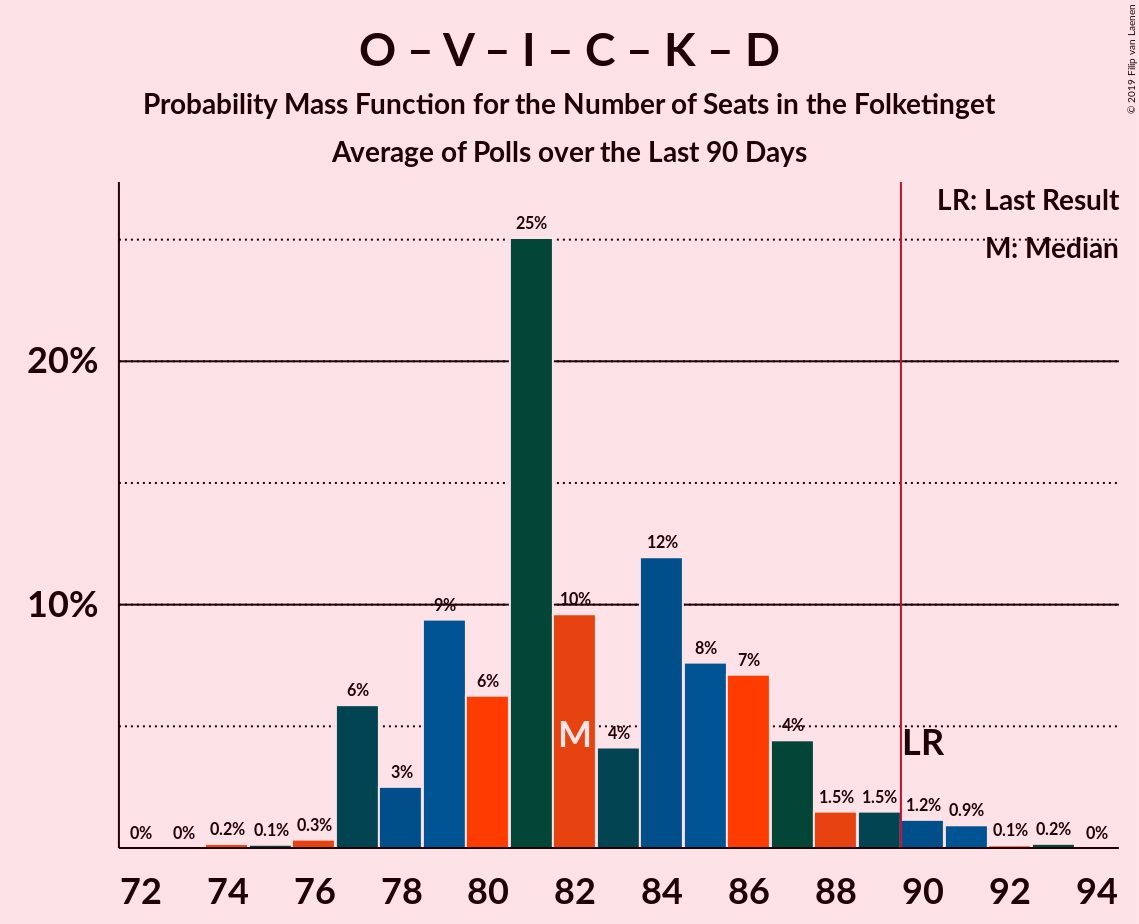 O – V – I – C – K – D
Probability Mass Function for the Number of Seats in the Folketinget
Average of Polls over the Last 90 Days
© 2019 Filip van Laenen
LR: Last Result
M: Median
20%
10%
0%
0%
0.2%
0.1%
0.3%
6%
3%
9%
6%
25%
10%
4%
12%
8%
7%
4%
1.5%
1.5%
1.2%
0.9%
0.1%
0.2%
0%
M
LR
72 74 76 78 80 82 84 86 88 90 92 94